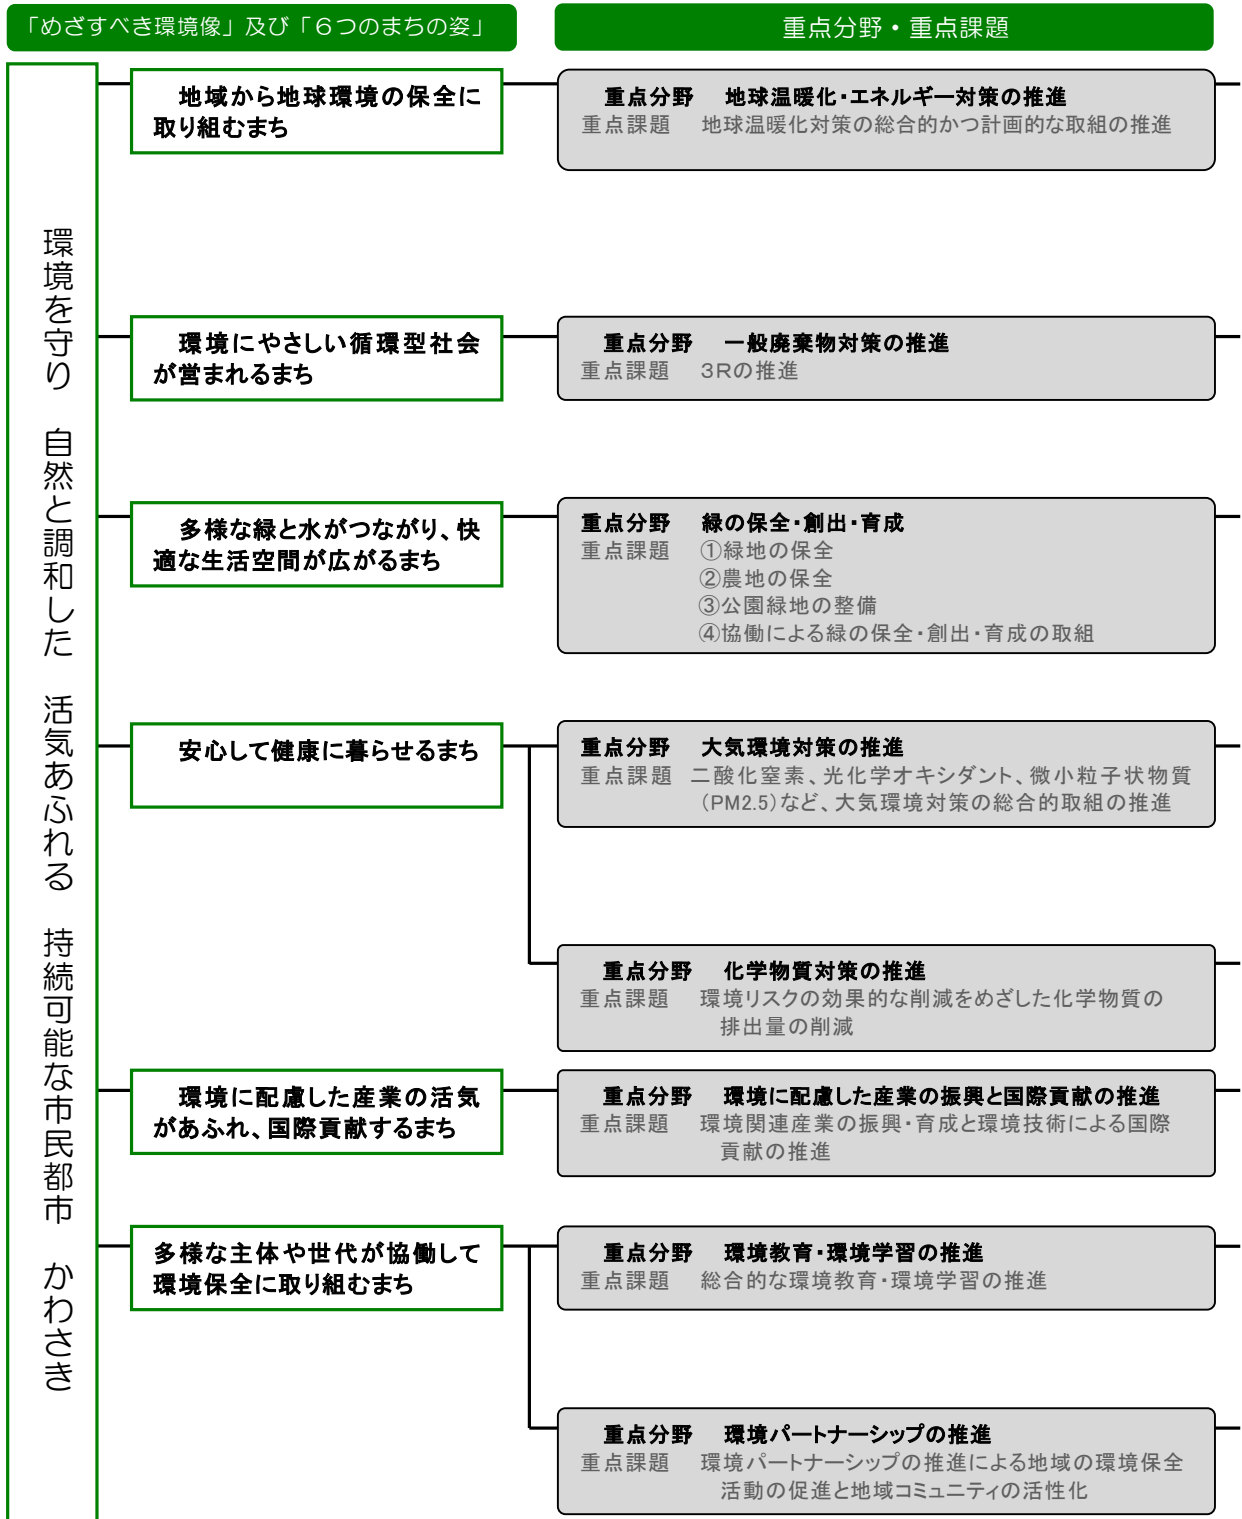 「めざすべき環境像」及び「６つのまちの姿」
重点分野・重点課題
環境を守り　自然と調和した　活気あふれる　持続可能な市民都市　かわさき
地域から地球環境の保全に
取り組むまち
重点分野　地球温暖化・エネルギー対策の推進
重点課題　地球温暖化対策の総合的かつ計画的な取組の推進
環境にやさしい循環型社会
が営まれるまち
重点分野　一般廃棄物対策の推進
重点課題　３Rの推進
多様な緑と水がつながり、快
適な生活空間が広がるまち
重点分野　緑の保全・創出・育成
重点課題　①緑地の保全
②農地の保全
③公園緑地の整備
④協働による緑の保全・創出・育成の取組
安心して健康に暮らせるまち
重点分野　大気環境対策の推進
重点課題　二酸化窒素、光化学オキシダント、微小粒子状物質
（PM2.5）など、大気環境対策の総合的取組の推進
重点分野　化学物質対策の推進
重点課題　環境リスクの効果的な削減をめざした化学物質の
排出量の削減
環境に配慮した産業の活気
があふれ、国際貢献するまち
重点分野　環境に配慮した産業の振興と国際貢献の推進
重点課題　環境関連産業の振興・育成と環境技術による国際
貢献の推進
多様な主体や世代が協働して
環境保全に取り組むまち
重点分野　環境教育・環境学習の推進
重点課題　総合的な環境教育・環境学習の推進
重点分野　環境パートナーシップの推進
重点課題　環境パートナーシップの推進による地域の環境保全
活動の促進と地域コミュニティの活性化